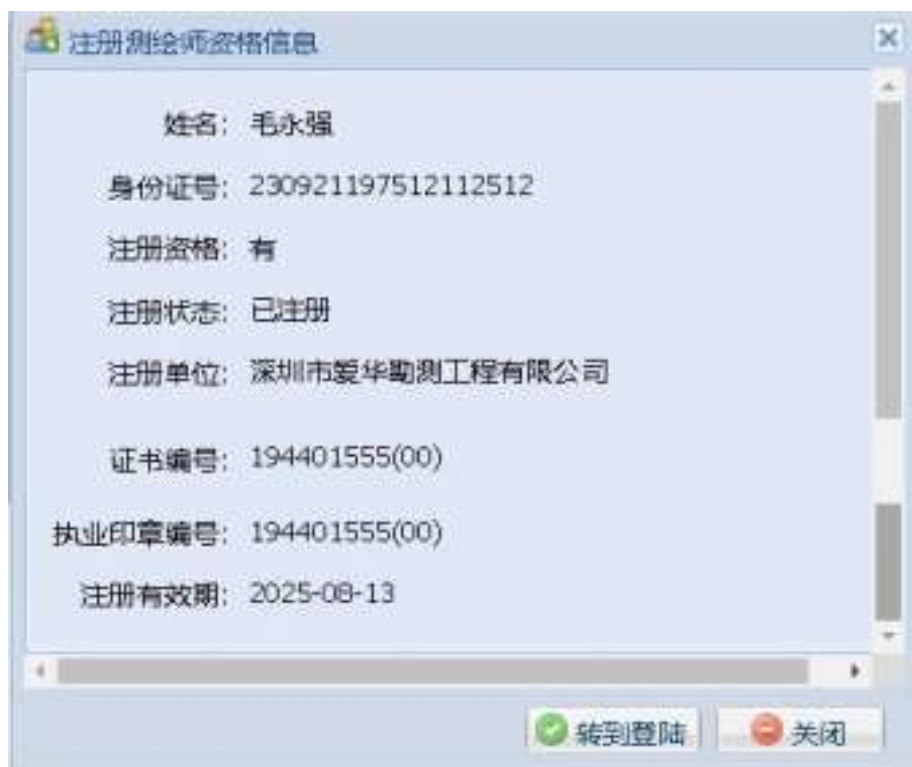 注册测绘师资格信息
姓名: 毛永强
身份证号: 230921197512112512
注册资格: 有
注册状态: 已注册
注册单位: 深圳市爱华勘测工程有限公司
证书编号: 194401555(00)
执业印章编号: 194401555(00)
注册有效期: 2025-08-13
转到登陆 关闭